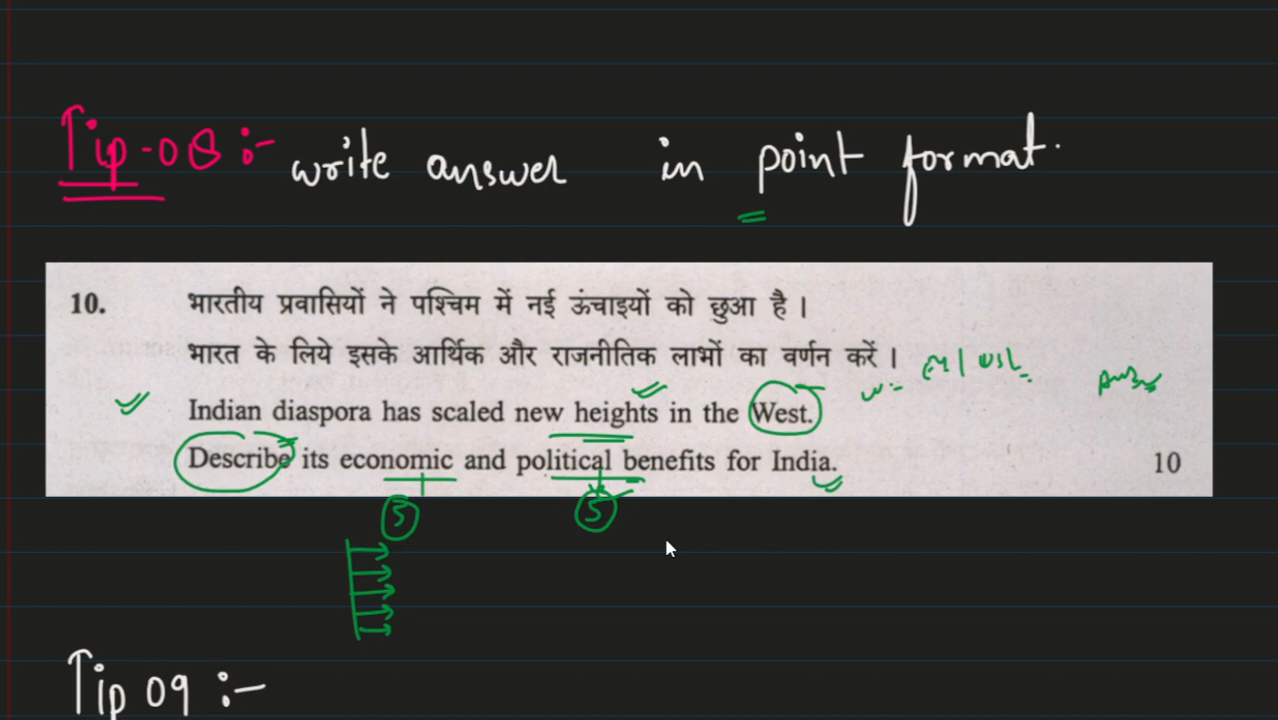 Tip-08:- write answer in point format.
10.
भारतीय प्रवासियों ने पश्चिम में नई ऊंचाइयों को छुआ है।
भारत के लिये इसके आर्थिक और राजनीतिक लाभों का वर्णन करें।
Indian diaspora has scaled new heights in the West.
Describe its economic and political benefits for India. 10
5 5
Tip 09 :-